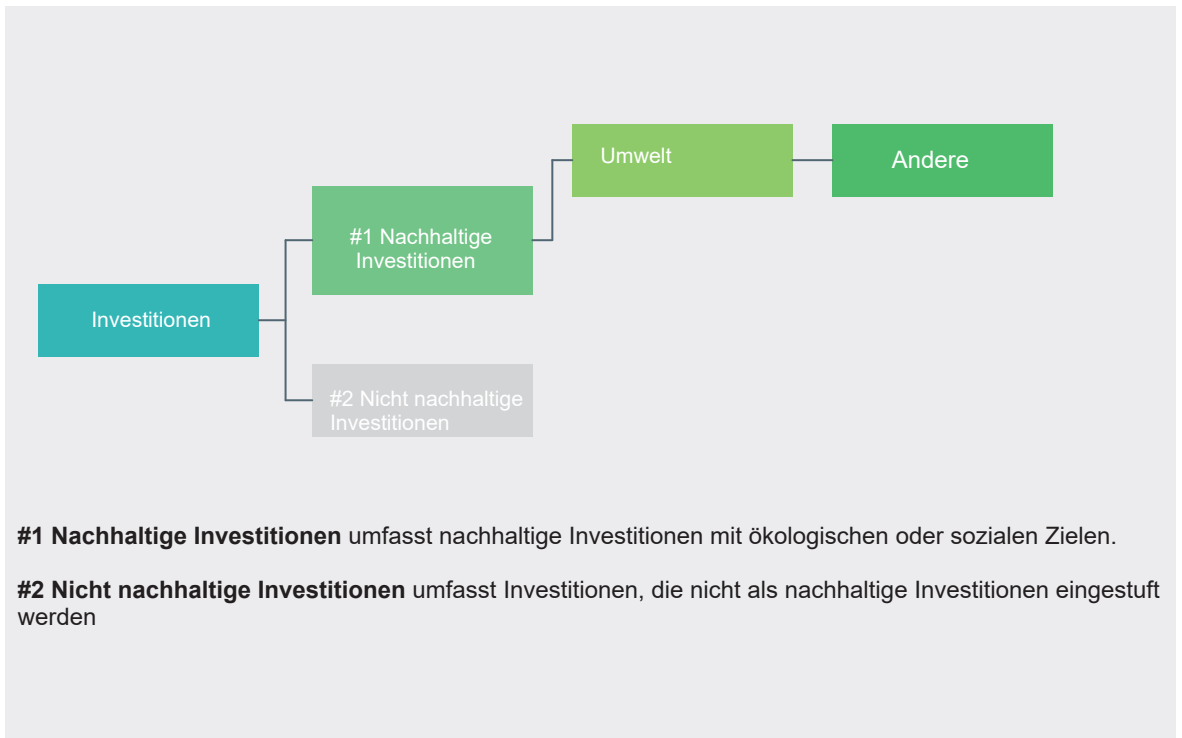 Umwelt
Andere
#1 Nachhaltige
Investitionen
Investitionen
#2 Nicht nachhaltige
Investitionen
#1 Nachhaltige Investitionen umfasst nachhaltige Investitionen mit ökologischen oder sozialen Zielen.
#2 Nicht nachhaltige Investitionen umfasst Investitionen, die nicht als nachhaltige Investitionen eingestuft
werden